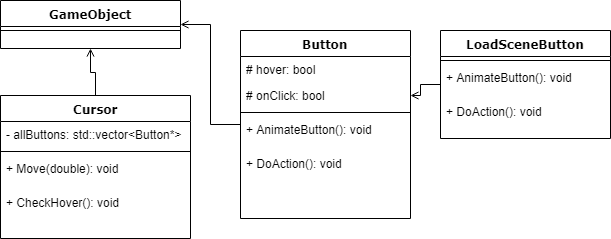 GameObject
Cursor
- allButtons: std::vector<Button*>
+ Move(double): void
+ CheckHover(): void
Button
# hover: bool
# onClick: bool
+ AnimateButton(): void
+ DoAction(): void
LoadSceneButton
+ AnimateButton(): void
+ DoAction(): void